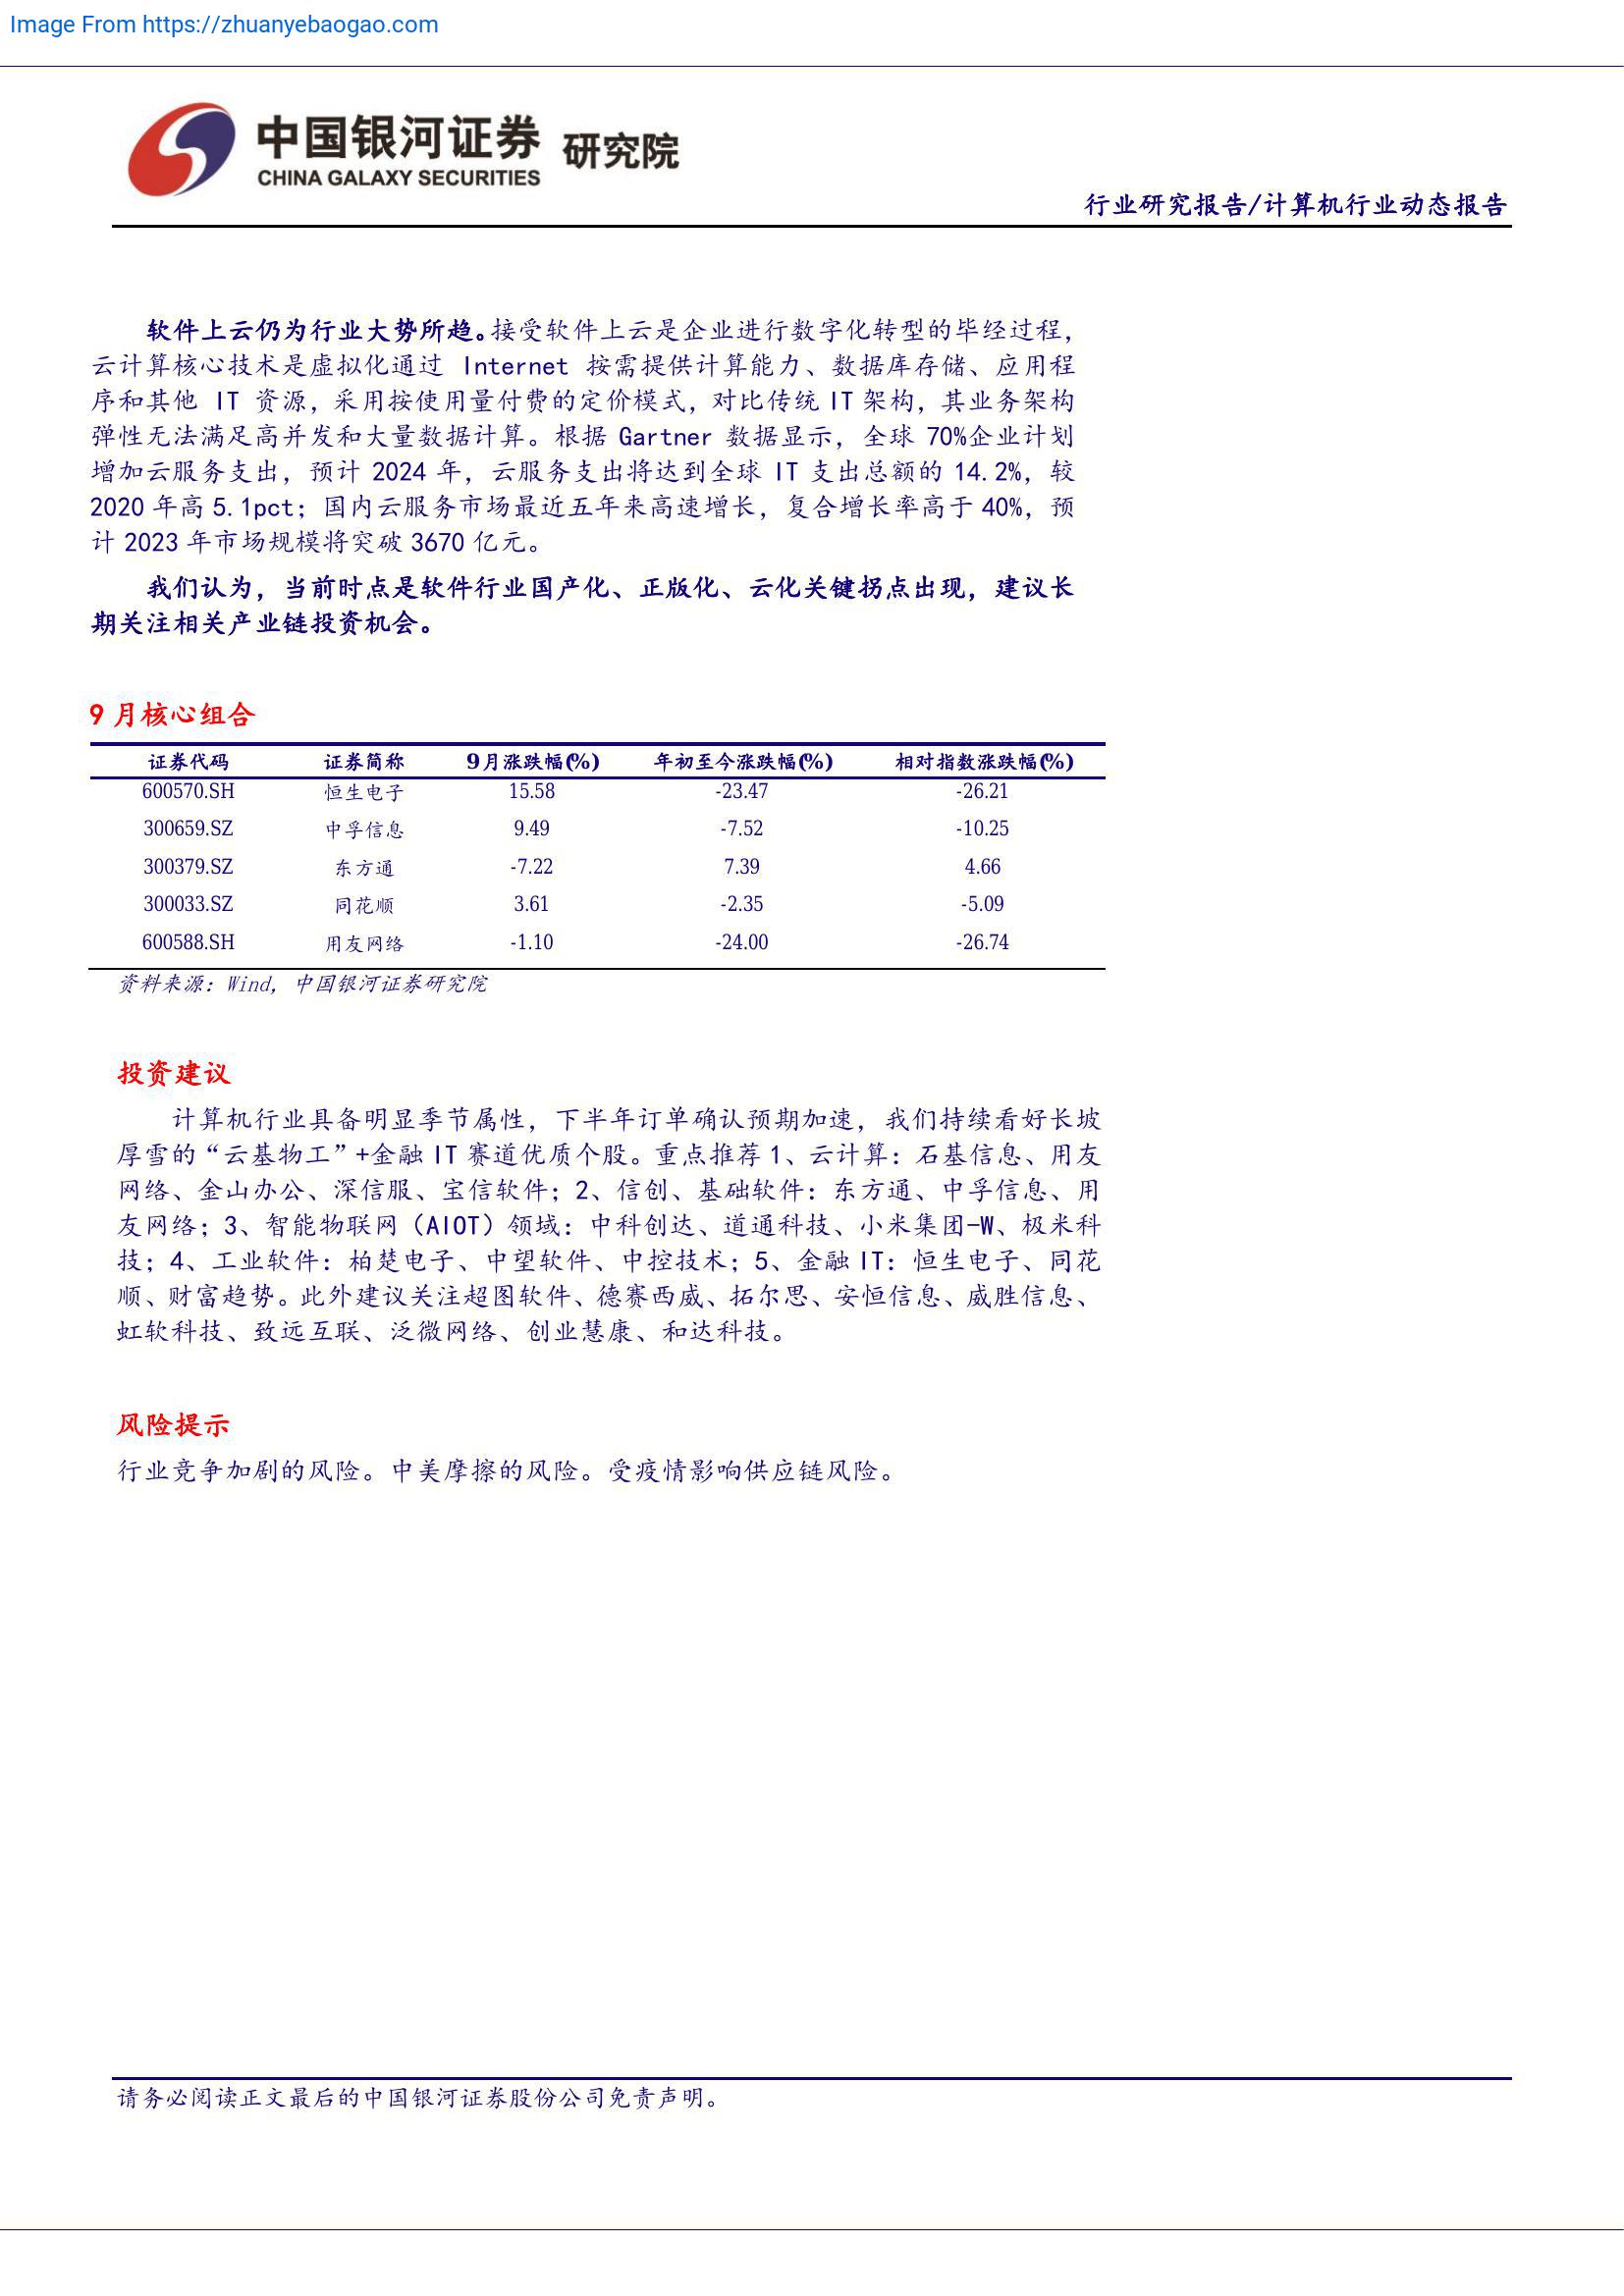 Image From https://zhuanyebaogao.com
中国银河证券 研究院
CHINA GALAXY SECURITIES
行业研究报告/计算机行业动态报告
软件上云仍为行业大势所趋。接受软件上云是企业进行数字化转型的毕经过程，
云计算核心技术是虚拟化通过 Internet 按需提供计算能力、数据库存储、应用程
序和其他 IT 资源，采用按使用量付费的定价模式，对比传统 IT 架构，其业务架构
弹性无法满足高并发和大量数据计算。根据 Gartner 数据显示，全球 70%企业计划
增加云服务支出，预计 2024 年，云服务支出将达到全球 IT 支出总额的 14.2%，较
2020 年高 5.1pct；国内云服务市场最近五年来高速增长，复合增长率高于 40%，预
计 2023 年市场规模将突破 3670 亿元。
我们认为，当前时点是软件行业国产化、正版化、云化关键拐点出现，建议长
期关注相关产业链投资机会。
9 月核心组合
证券代码 证券简称 9 月涨跌幅(%) 年初至今涨跌幅(%) 相对指数涨跌幅(%)
600570.SH 恒生电子 15.58 -23.47 -26.21
300659.SZ 中孚信息 9.49 -7.52 -10.25
300379.SZ 东方通 -7.22 7.39 4.66
300033.SZ 同花顺 3.61 -2.35 -5.09
600588.SH 用友网络 -1.10 -24.00 -26.74
资料来源：Wind，中国银河证券研究院
投资建议
计算机行业具备明显季节属性，下半年订单确认预期加速，我们持续看好长坡
厚雪的“云基物工”+金融 IT 赛道优质个股。重点推荐 1、云计算：石基信息、用友
网络、金山办公、深信服、宝信软件；2、信创、基础软件：东方通、中孚信息、用
友网络；3、智能物联网（AIOT）领域：中科创达、道通科技、小米集团-W、极米科
技；4、工业软件：柏楚电子、中望软件、中控技术；5、金融 IT：恒生电子、同花
顺、财富趋势。此外建议关注超图软件、德赛西威、拓尔思、安恒信息、威胜信息、
虹软科技、致远互联、泛微网络、创业慧康、和达科技。
风险提示
行业竞争加剧的风险。中美摩擦的风险。受疫情影响供应链风险。
请务必阅读正文最后的中国银河证券股份公司免责声明。